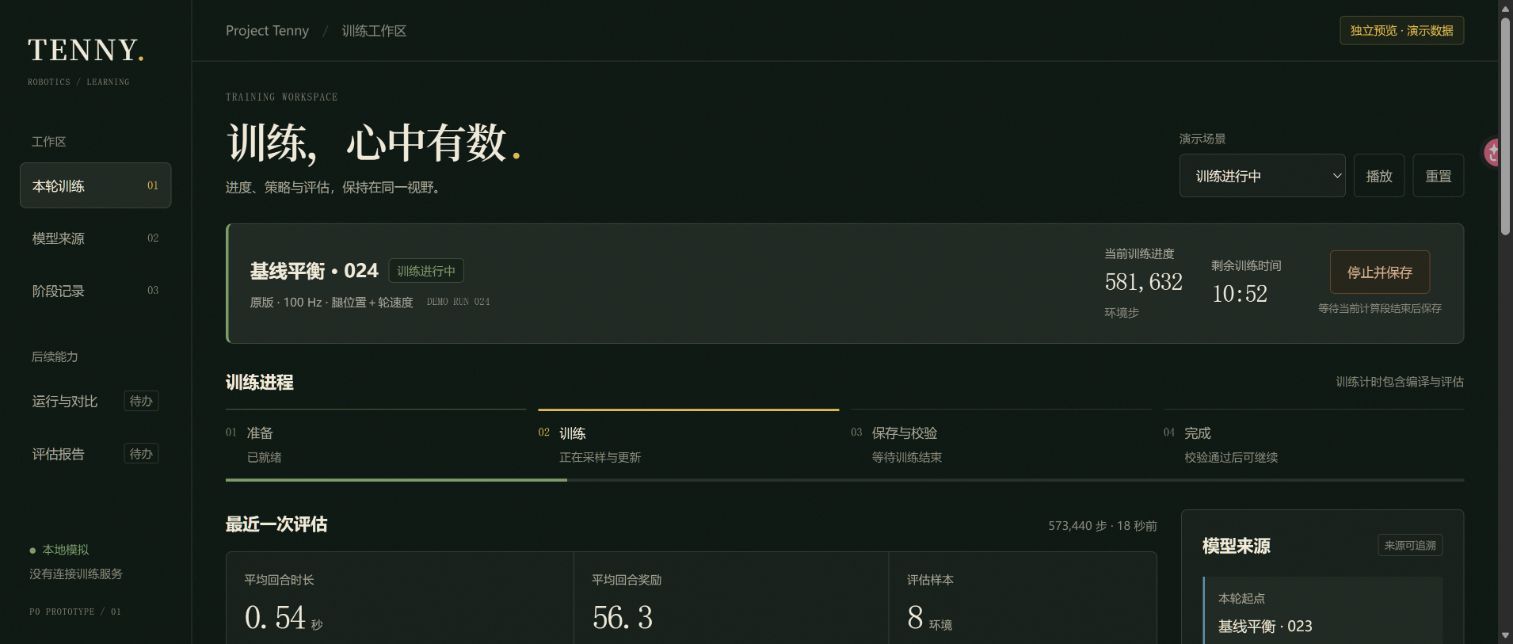 TENNY.
ROBOTICS / LEARNING
工作区
本轮训练 01
模型来源 02
阶段记录 03
后续能力
运行与对比 待办
评估报告 待办
本地模拟
没有连接训练服务
P0 PROTOTYPE / 01
Project Tenny / 训练工作区
独立预览 · 演示数据
TRAINING WORKSPACE
训练，心中有数.
进度、策略与评估，保持在同一视野。
演示场景
训练进行中
播放
重置
基线平衡 • 024 训练进行中
原版 · 100 Hz · 腿位置 + 轮速度 DEMO RUN 024
当前训练进度
581,632
环境步
剩余训练时间
10:52
停止并保存
等待当前计算段结束后保存
训练进程
训练计时包含编译与评估
01 准备
已就绪
02 训练
正在采样与更新
03 保存与校验
等待训练结束
04 完成
校验通过后可继续
最近一次评估
573,440 步 · 18 秒前
平均回合时长
0.54 秒
平均回合奖励
56.3
评估样本
8 环境
模型来源
来源可追溯
本轮起点
基线平衡 · 023